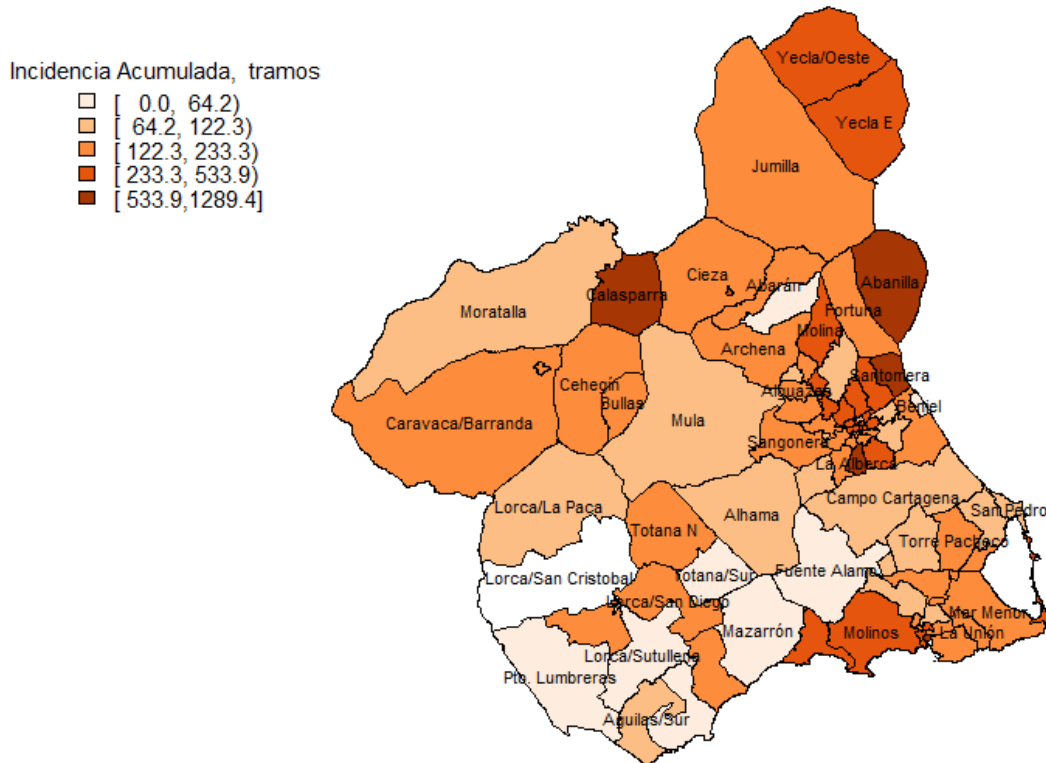 Incidencia Acumulada, tramos
[ 0.0, 64.2)
[ 64.2, 122.3)
[ 122.3, 233.3)
[ 233.3, 533.9)
[ 533.9,1289.4]
Yecla/Oeste
Yecla E
Jumilla
Cieza
Abarán
Abanilla
Calasparra
Moratalla
Fortuna
Molina
Archena
Santomera
Cehegín
Alguazas
Bullas
Beniel
Caravaca/Barranda
Mula
Sangonera
La Alberca
Campo Cartagena
Lorca/La Paca
San Pedro
Alhama
Totana N
Torre Pacheco
Lorca/San Cristobal
Totana/Sur
Fuente Alamo
Lorca/San Diego
Mar Menor
Mazarrón
Molinos
La Unión
Lorca/Sutullena
Pto. Lumbreras
Aguilas/Sur